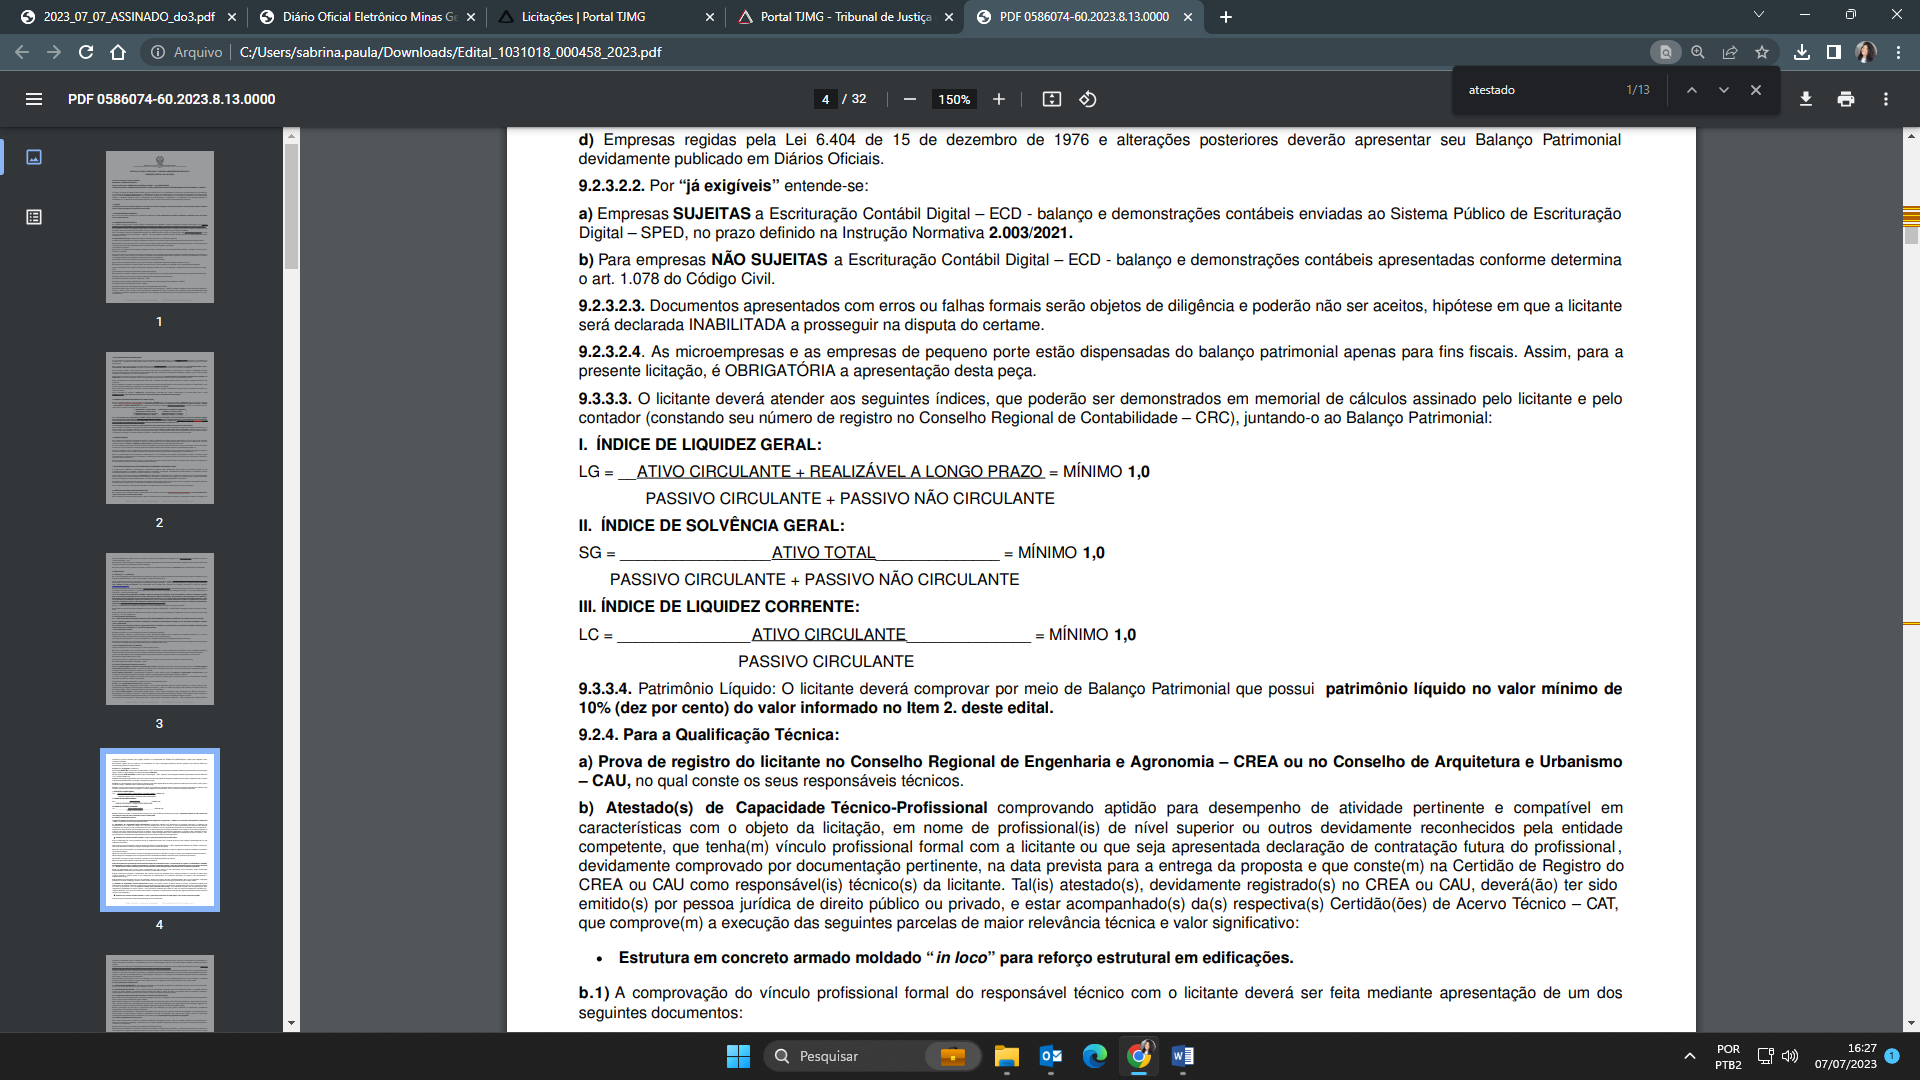 2023_07_07_ASSINADO_do3.pdf
Diário Oficial Eletrônico Minas Ge
Licitações | Portal TJMG
Portal TJMG - Tribunal de Justiça
PDF 0586074-60.2023.8.13.0000
Arquivo
C:/Users/sabrina.paula/Downloads/Edital_1031018_000458_2023.pdf
PDF 0586074-60.2023.8.13.0000
4 / 32
150%
atestado
1/13
1
2
3
4
d) Empresas regidas pela Lei 6.404 de 15 de dezembro de 1976 e alterações posteriores deverão apresentar seu Balanço Patrimonial
devidamente publicado em Diários Oficiais.
9.2.3.2.2. Por “já exigíveis” entende-se:
a) Empresas SUJEITAS a Escrituração Contábil Digital – ECD - balanço e demonstrações contábeis enviadas ao Sistema Público de Escrituração
Digital – SPED, no prazo definido na Instrução Normativa 2.003/2021.
b) Para empresas NÃO SUJEITAS a Escrituração Contábil Digital – ECD - balanço e demonstrações contábeis apresentadas conforme determina
o art. 1.078 do Código Civil.
9.2.3.2.3. Documentos apresentados com erros ou falhas formais serão objetos de diligência e poderão não ser aceitos, hipótese em que a licitante
será declarada INABILITADA a prosseguir na disputa do certame.
9.2.3.2.4. As microempresas e as empresas de pequeno porte estão dispensadas do balanço patrimonial apenas para fins fiscais. Assim, para a
presente licitação, é OBRIGATÓRIA a apresentação desta peça.
9.3.3.3. O licitante deverá atender aos seguintes índices, que poderão ser demonstrados em memorial de cálculos assinado pelo licitante e pelo
contador (constando seu número de registro no Conselho Regional de Contabilidade – CRC), juntando-o ao Balanço Patrimonial:
I. ÍNDICE DE LIQUIDEZ GERAL:
LG = __ATIVO CIRCULANTE + REALIZÁVEL A LONGO PRAZO_ = MÍNIMO 1,0
PASSIVO CIRCULANTE + PASSIVO NÃO CIRCULANTE
II. ÍNDICE DE SOLVÊNCIA GERAL:
SG = _________________ATIVO TOTAL______________ = MÍNIMO 1,0
PASSIVO CIRCULANTE + PASSIVO NÃO CIRCULANTE
III. ÍNDICE DE LIQUIDEZ CORRENTE:
LC = _______________ATIVO CIRCULANTE______________ = MÍNIMO 1,0
PASSIVO CIRCULANTE
9.3.3.4. Patrimônio Líquido: O licitante deverá comprovar por meio de Balanço Patrimonial que possui patrimônio líquido no valor mínimo de
10% (dez por cento) do valor informado no Item 2. deste edital.
9.2.4. Para a Qualificação Técnica:
a) Prova de registro do licitante no Conselho Regional de Engenharia e Agronomia – CREA ou no Conselho de Arquitetura e Urbanismo
– CAU, no qual conste os seus responsáveis técnicos.
b) Atestado(s) de Capacidade Técnico-Profissional comprovando aptidão para desempenho de atividade pertinente e compatível em
características com o objeto da licitação, em nome de profissional(is) de nível superior ou outros devidamente reconhecidos pela entidade
competente, que tenha(m) vínculo profissional formal com a licitante ou que seja apresentada declaração de contratação futura do profissional,
devidamente comprovado por documentação pertinente, na data prevista para a entrega da proposta e que conste(m) na Certidão de Registro do
CREA ou CAU como responsável(is) técnico(s) da licitante. Tal(is) atestado(s), devidamente registrado(s) no CREA ou CAU, deverá(ão) ter sido
emitido(s) por pessoa jurídica de direito público ou privado, e estar acompanhado(s) da(s) respectiva(s) Certidão(ões) de Acervo Técnico – CAT,
que comprove(m) a execução das seguintes parcelas de maior relevância técnica e valor significativo:
• Estrutura em concreto armado moldado “in loco” para reforço estrutural em edificações.
b.1) A comprovação do vínculo profissional formal do responsável técnico com o licitante deverá ser feita mediante apresentação de um dos
seguintes documentos:
Pesquisar
POR
PTB2
16:27
07/07/2023
1